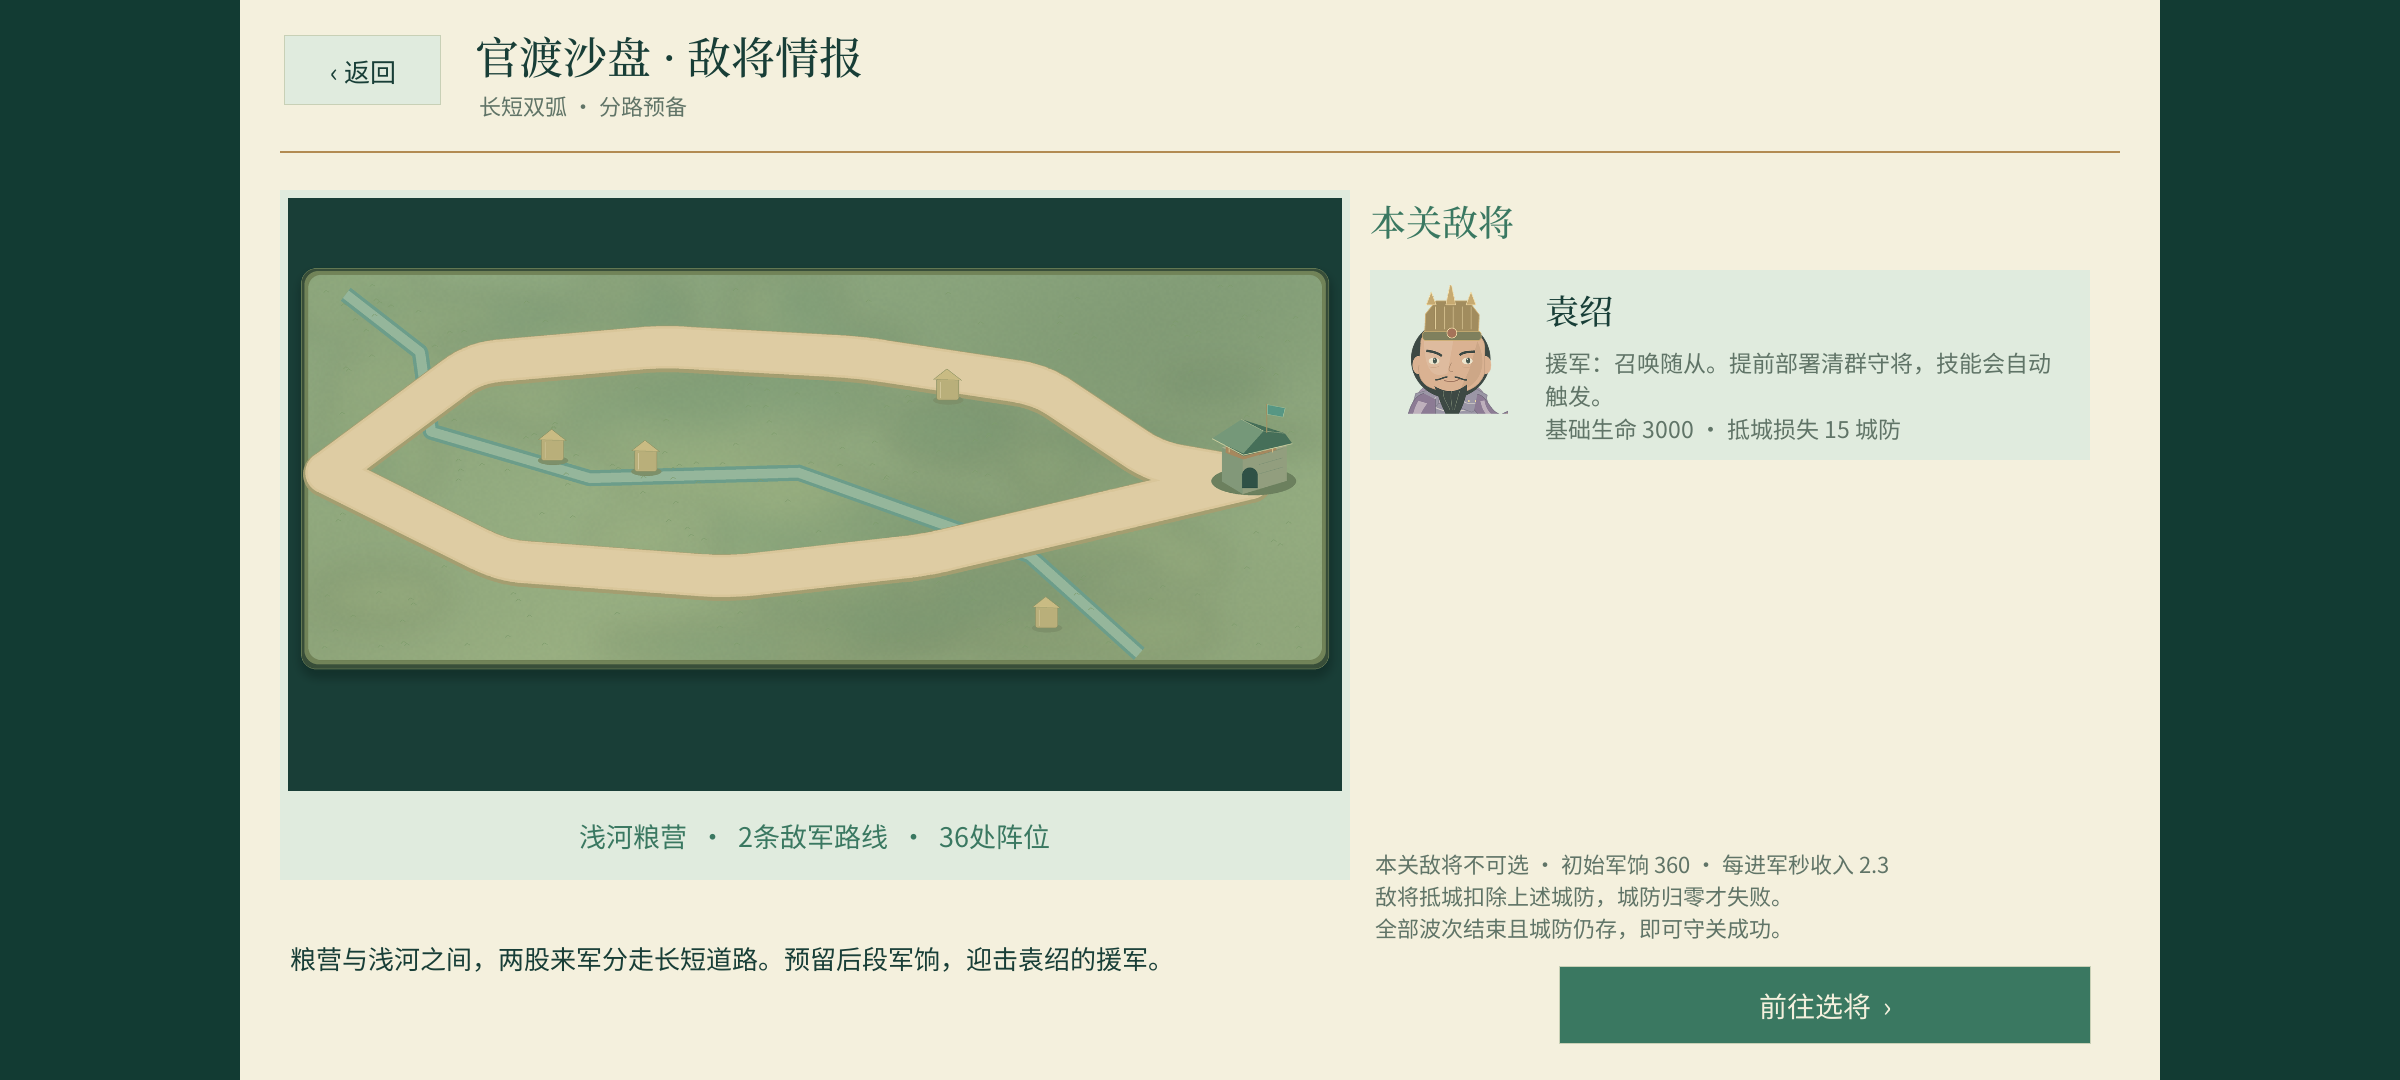 ‹ 返回
官渡沙盘 · 敌将情报
长短双弧 · 分路预备
本关敌将
袁绍
援军：召唤随从。提前部署清群守将，技能会自动
触发。
基础生命 3000 · 抵城损失 15 城防
浅河粮营 · 2条敌军路线 · 36处阵位
粮营与浅河之间，两股来军分走长短道路。预留后段军饷，迎击袁绍的援军。
本关敌将不可选 · 初始军饷 360 · 每进军秒收入 2.3
敌将抵城扣除上述城防，城防归零才失败。
全部波次结束且城防仍存，即可守关成功。
前往选将 ›